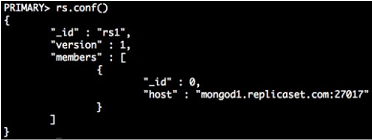 PRIMARY> rs.conf()
{
"_id" : "rs1",
"version" : 1,
"members" : [
{
"_id" : 0,
"host" : "mongod1.replicaset.com:27017"
}
]
}